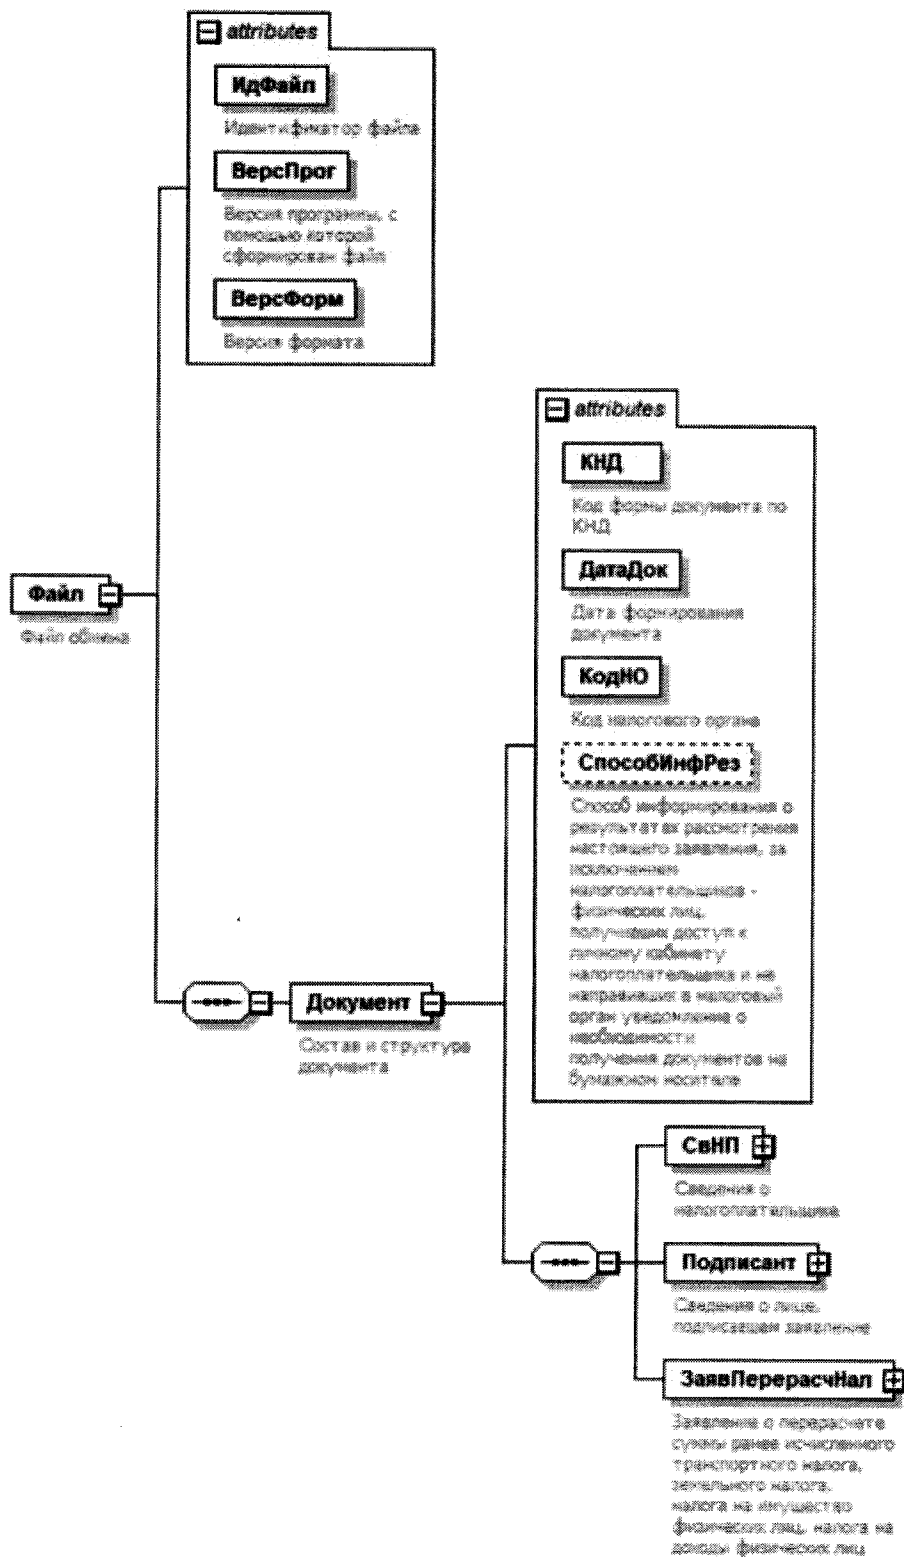 attributes
ИдФайл
Идентификатор файла
ВерсПрог
Версия программы, с
помощью которой
сформирован файл
ВерсФорм
Версия формата
attributes
КНД
Код формы документа по
КНД
ДатаДок
Дата формирования
документа
КодНО
Код налогового органа
СпособИнфРез
Способ информирования о
результатах рассмотрения
настоящего заявления, за
исключением
налогоплательщиков -
физических лиц,
получивших доступ к
личному кабинету
налогоплательщика и не
направивших в налоговый
орган уведомление о
необходимости
получения документов на
бумажном носителе
Файл
Файл обмена
Документ
Состав и структура
документа
СвНП
Сведения о
налогоплательщике
Подписант
Сведения о лице,
подписавшем заявление
ЗаявПерерасчНал
Заявление о перерасчете
суммы ранее исчисленного
транспортного налога,
земельного налога,
налога на имущество
физических лиц, налога на
доходы физических лиц